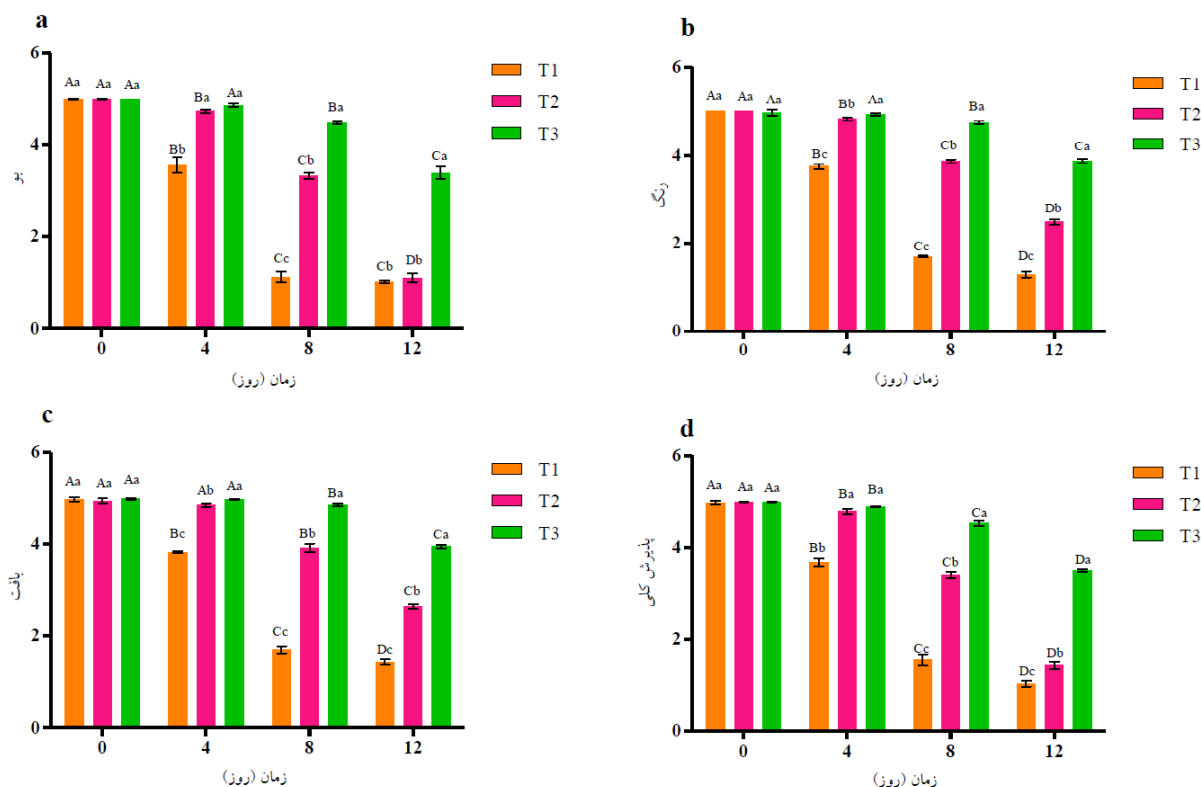 a
6
4
2
0
Aa Aa Aa
Bb Ba Aa
Cc Cb Ba
Cb Db Ca
T1
T2
T3
بو
0 4 8 12
زمان (روز)
b
6
4
2
0
Aa Aa Aa
Bc Bb Aa
Cc Cb Ba
Dc Db Ca
T1
T2
T3
رنگ
0 4 8 12
زمان (روز)
c
6
4
2
0
Aa Aa Aa
Bc Ab Aa
Cc Bb Ba
Dc Cb Ca
T1
T2
T3
بافت
0 4 8 12
زمان (روز)
d
6
4
2
0
Aa Aa Aa
Bb Ba Ba
Cc Cb Ca
Dc Db Da
T1
T2
T3
پذیرش کلی
0 4 8 12
زمان (روز)